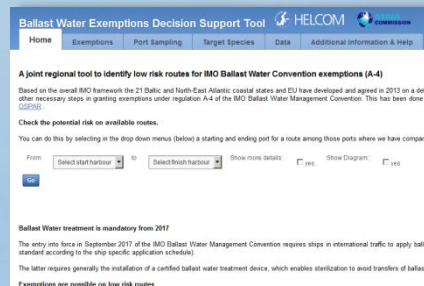 Ballast Water Exemptions Decision Support Tool HELCOM COMMISSION
Home Exemptions Port Sampling Target Species Data Additional Information & Help
A joint regional tool to identify low risk routes for IMO Ballast Water Convention exemptions (A-4)
Based on the overall IMO framework the 21 Baltic and North-East Atlantic coastal states and EU have developed and agreed in 2013 on a de
other necessary steps in granting exemptions under regulation A-4 of the IMO Ballast Water Management Convention. This has been done
OSPAR.
Check the potential risk on available routes.
You can do this by selecting in the drop down menus (below) a starting and ending port for a route among those ports where we have compa
From Select start harbour to Select finish harbour Show more details: yes Show Diagram: yes
Go
Ballast Water treatment is mandatory from 2017
The entry into force in September 2017 of the IMO Ballast Water Management Convention requires ships in international traffic to apply ball
standard according to the ship specific application schedule)
The latter requires generally the installation of a certified ballast water treatment device, which enables sterilization to avoid transfers of ballas
Exemptions are possible on low risk routes